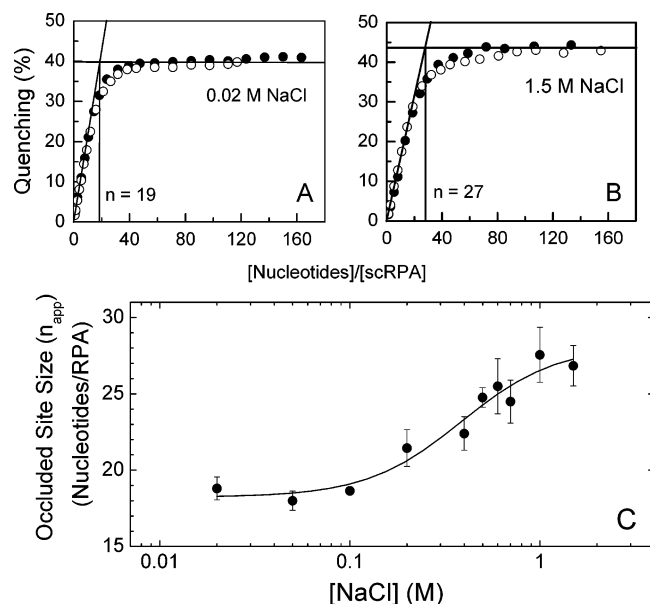 50
40
30
20
10
0
Quenching (%)
0.02 M NaCl
n = 19
A
0 40 80 120 160
50
40
30
20
10
0
1.5 M NaCl
n = 27
B
0 40 80 120 160
[Nucleotides]/[scRPA]
30
25
20
15
Occluded Site Size (napp)
(Nucleotides/RPA)
C
0.01 0.1 1
[NaCl] (M)